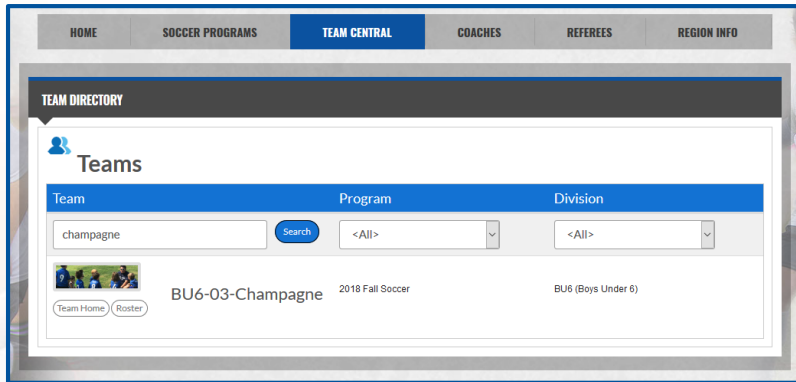 HOME SOCCER PROGRAMS TEAM CENTRAL COACHES REFEREES REGION INFO
TEAM DIRECTORY
Teams
Team Program Division
champagne Search <All> <All>
BU6-03-Champagne 2018 Fall Soccer BU6 (Boys Under 6)
Team Home Roster